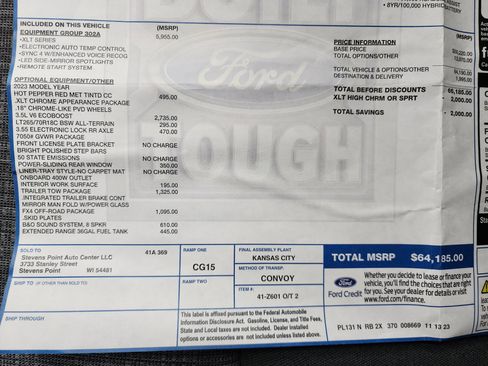 • 8YR/100,000 HYBRID
BATTERY
INCLUDED ON THIS VEHICLE
(MSRP)
EQUIPMENT GROUP 302A
5,955.00
•XLT SERIES
•ELECTRONIC AUTO TEMP CONTROL
•SYNC 4 W/ENHANCED VOICE RECOG
•LED SIDE-MIRROR SPOTLIGHTS
•REMOTE START SYSTEM
OPTIONAL EQUIPMENT/OTHER
2023 MODEL YEAR
HOT PEPPER RED MET TINTD CC 495.00
.XLT CHROME APPEARANCE PACKAGE
.18" CHROME-LIKE PVD WHEELS
3.5L V6 ECOBOOST 2,735.00
LT265/70R18C BSW ALL-TERRAIN 295.00
3.55 ELECTRONIC LOCK RR AXLE 470.00
7050# GVWR PACKAGE
FRONT LICENSE PLATE BRACKET NO CHARGE
BRIGHT POLISHED STEP BARS
50 STATE EMISSIONS NO CHARGE
POWER-SLIDING REAR WINDOW 350.00
LINER-TRAY STYLE-NO CARPET MAT NO CHARGE
ONBOARD 400W OUTLET
INTERIOR WORK SURFACE 195.00
TRAILER TOW PACKAGE 1,325.00
.INTEGRATED TRAILER BRAKE CONT
MIRROR MAN FOLD W/POWER GLASS
FX4 OFF-ROAD PACKAGE 1,095.00
.SKID PLATES
B&O SOUND SYSTEM, 8 SPKR 610.00
EXTENDED RANGE 36GAL FUEL TANK 445.00
PRICE INFORMATION
(MSRP)
BASE PRICE
TOTAL OPTIONS/OTHER
TOTAL VEHICLE & OPTIONS/OTHER
DESTINATION & DELIVERY
TOTAL BEFORE DISCOUNTS 66,185.00
XLT HIGH CHRM OR SPRT - 2,000.00
TOTAL SAVINGS - 2,000.00
BUILT
Ford
TOUGH
SOLD TO
41A 369
Stevens Point Auto Center LLC
3733 Stanley Street
Stevens Point WI 54481
SHIP TO (IF OTHER THAN SOLD TO)
SHIP THROUGH
RAMP ONE
CG15
RAMP TWO
FINAL ASSEMBLY PLANT
KANSAS CITY
METHOD OF TRANSP.
CONVOY
ITEM #:
41-Z601 O/T 2
This label is affixed pursuant to the Federal Automobile
Information Disclosure Act. Gasoline, License, and Title Fees,
State and Local taxes are not included. Dealer installed
options or accessories are not included unless listed above.
TOTAL MSRP $64,185.00
Ford
Ford Credit
Whether you decide to lease or finance your
vehicle, you'll find the choices that are right
for you. See your dealer for details or visit
www.ford.com/finance.
PL131 N RB 2X 370 008669 11 13 23